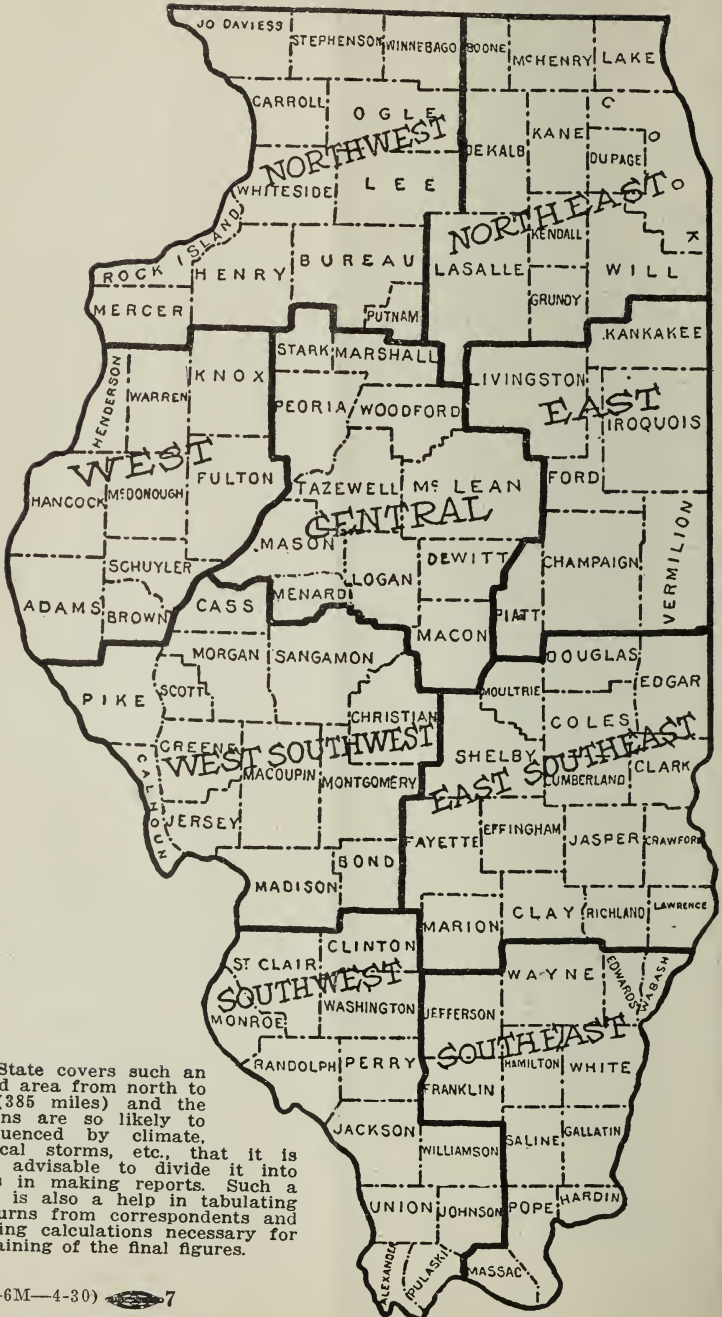 JO DAVIESS
STEPHENSON
WINNEBAGO
BOONE
McHENRY
LAKE
CARROLL
OGLE
NORTHWEST
WHITESIDE
LEE
DEKALB
KANE
COOK
DUPAGE
NORTHEAST
KENDALL
ROCK ISLAND
HENRY
BUREAU
LASALLE
WILL
GRUNDY
MERCER
PUTNAM
KANKAKEE
STARK
MARSHALL
LIVINGSTON
HENDERSON
WARREN
KNOX
PEORIA
WOODFORD
EAST
IROQUOIS
WEST
FULTON
HANCOCK
McDONOUGH
TAZEWELL
McLEAN
FORD
CENTRAL
MASON
SCHUYLER
LOGAN
DEWITT
CHAMPAIGN
VERMILION
ADAMS
BROWN
CASS
MENARD
MACON
PIATT
MORGAN
SANGAMON
DOUGLAS
PIKE
SCOTT
MOULTRIE
EDGAR
CHRISTIAN
COLES
GREENE
WEST SOUTHWEST
SHELBY
EAST SOUTHEAST
CALHOUN
MACOUPIN
MONTGOMERY
CUMBERLAND
CLARK
JERSEY
FAYETTE
EFFINGHAM
JASPER
CRAWFORD
BOND
MADISON
MARION
CLAY
RICHLAND
LAWRENCE
CLINTON
WAYNE
EDWARDS
WABASH
ST CLAIR
SOUTHWEST
WASHINGTON
JEFFERSON
MONROE
SOUTHEAST
RANDOLPH
PERRY
HAMILTON
WHITE
FRANKLIN
JACKSON
WILLIAMSON
SALINE
GALLATIN
UNION
JOHNSON
POPE
HARDIN
ALEXANDER
PULASKI
MASSAC
State covers such an
d area from north to
(385 miles) and the
ns are so likely to
uenced by climate,
cal storms, etc., that it is
advisable to divide it into
s in making reports. Such a
is also a help in tabulating
urns from correspondents and
ing calculations necessary for
aining of the final figures.
-6M—4-30) 7